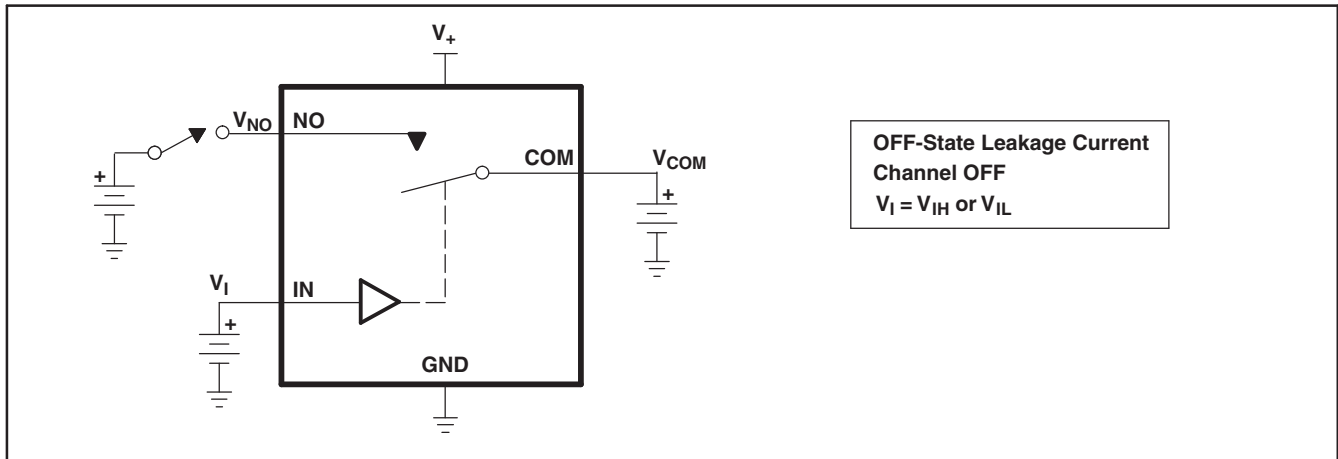 V+
VNO NO
COM VCOM
+
+
VI IN
+
GND
OFF-State Leakage Current
Channel OFF
VI = VIH or VIL